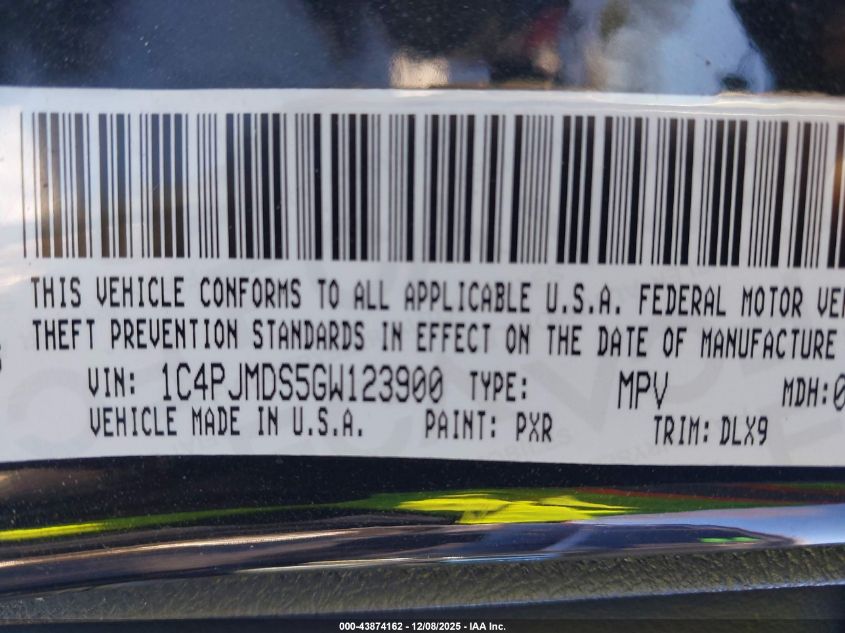 THIS VEHICLE CONFORMS TO ALL APPLICABLE U.S.A. FEDERAL MOTOR VEH
THEFT PREVENTION STANDARDS IN EFFECT ON THE DATE OF MANUFACTURE
VIN: 1C4PJMDS5GW123900 TYPE: MPV MDH:0
VEHICLE MADE IN U.S.A. PAINT: PXR TRIM: DLX9
000-43874162 - 12/08/2025 - IAA Inc.